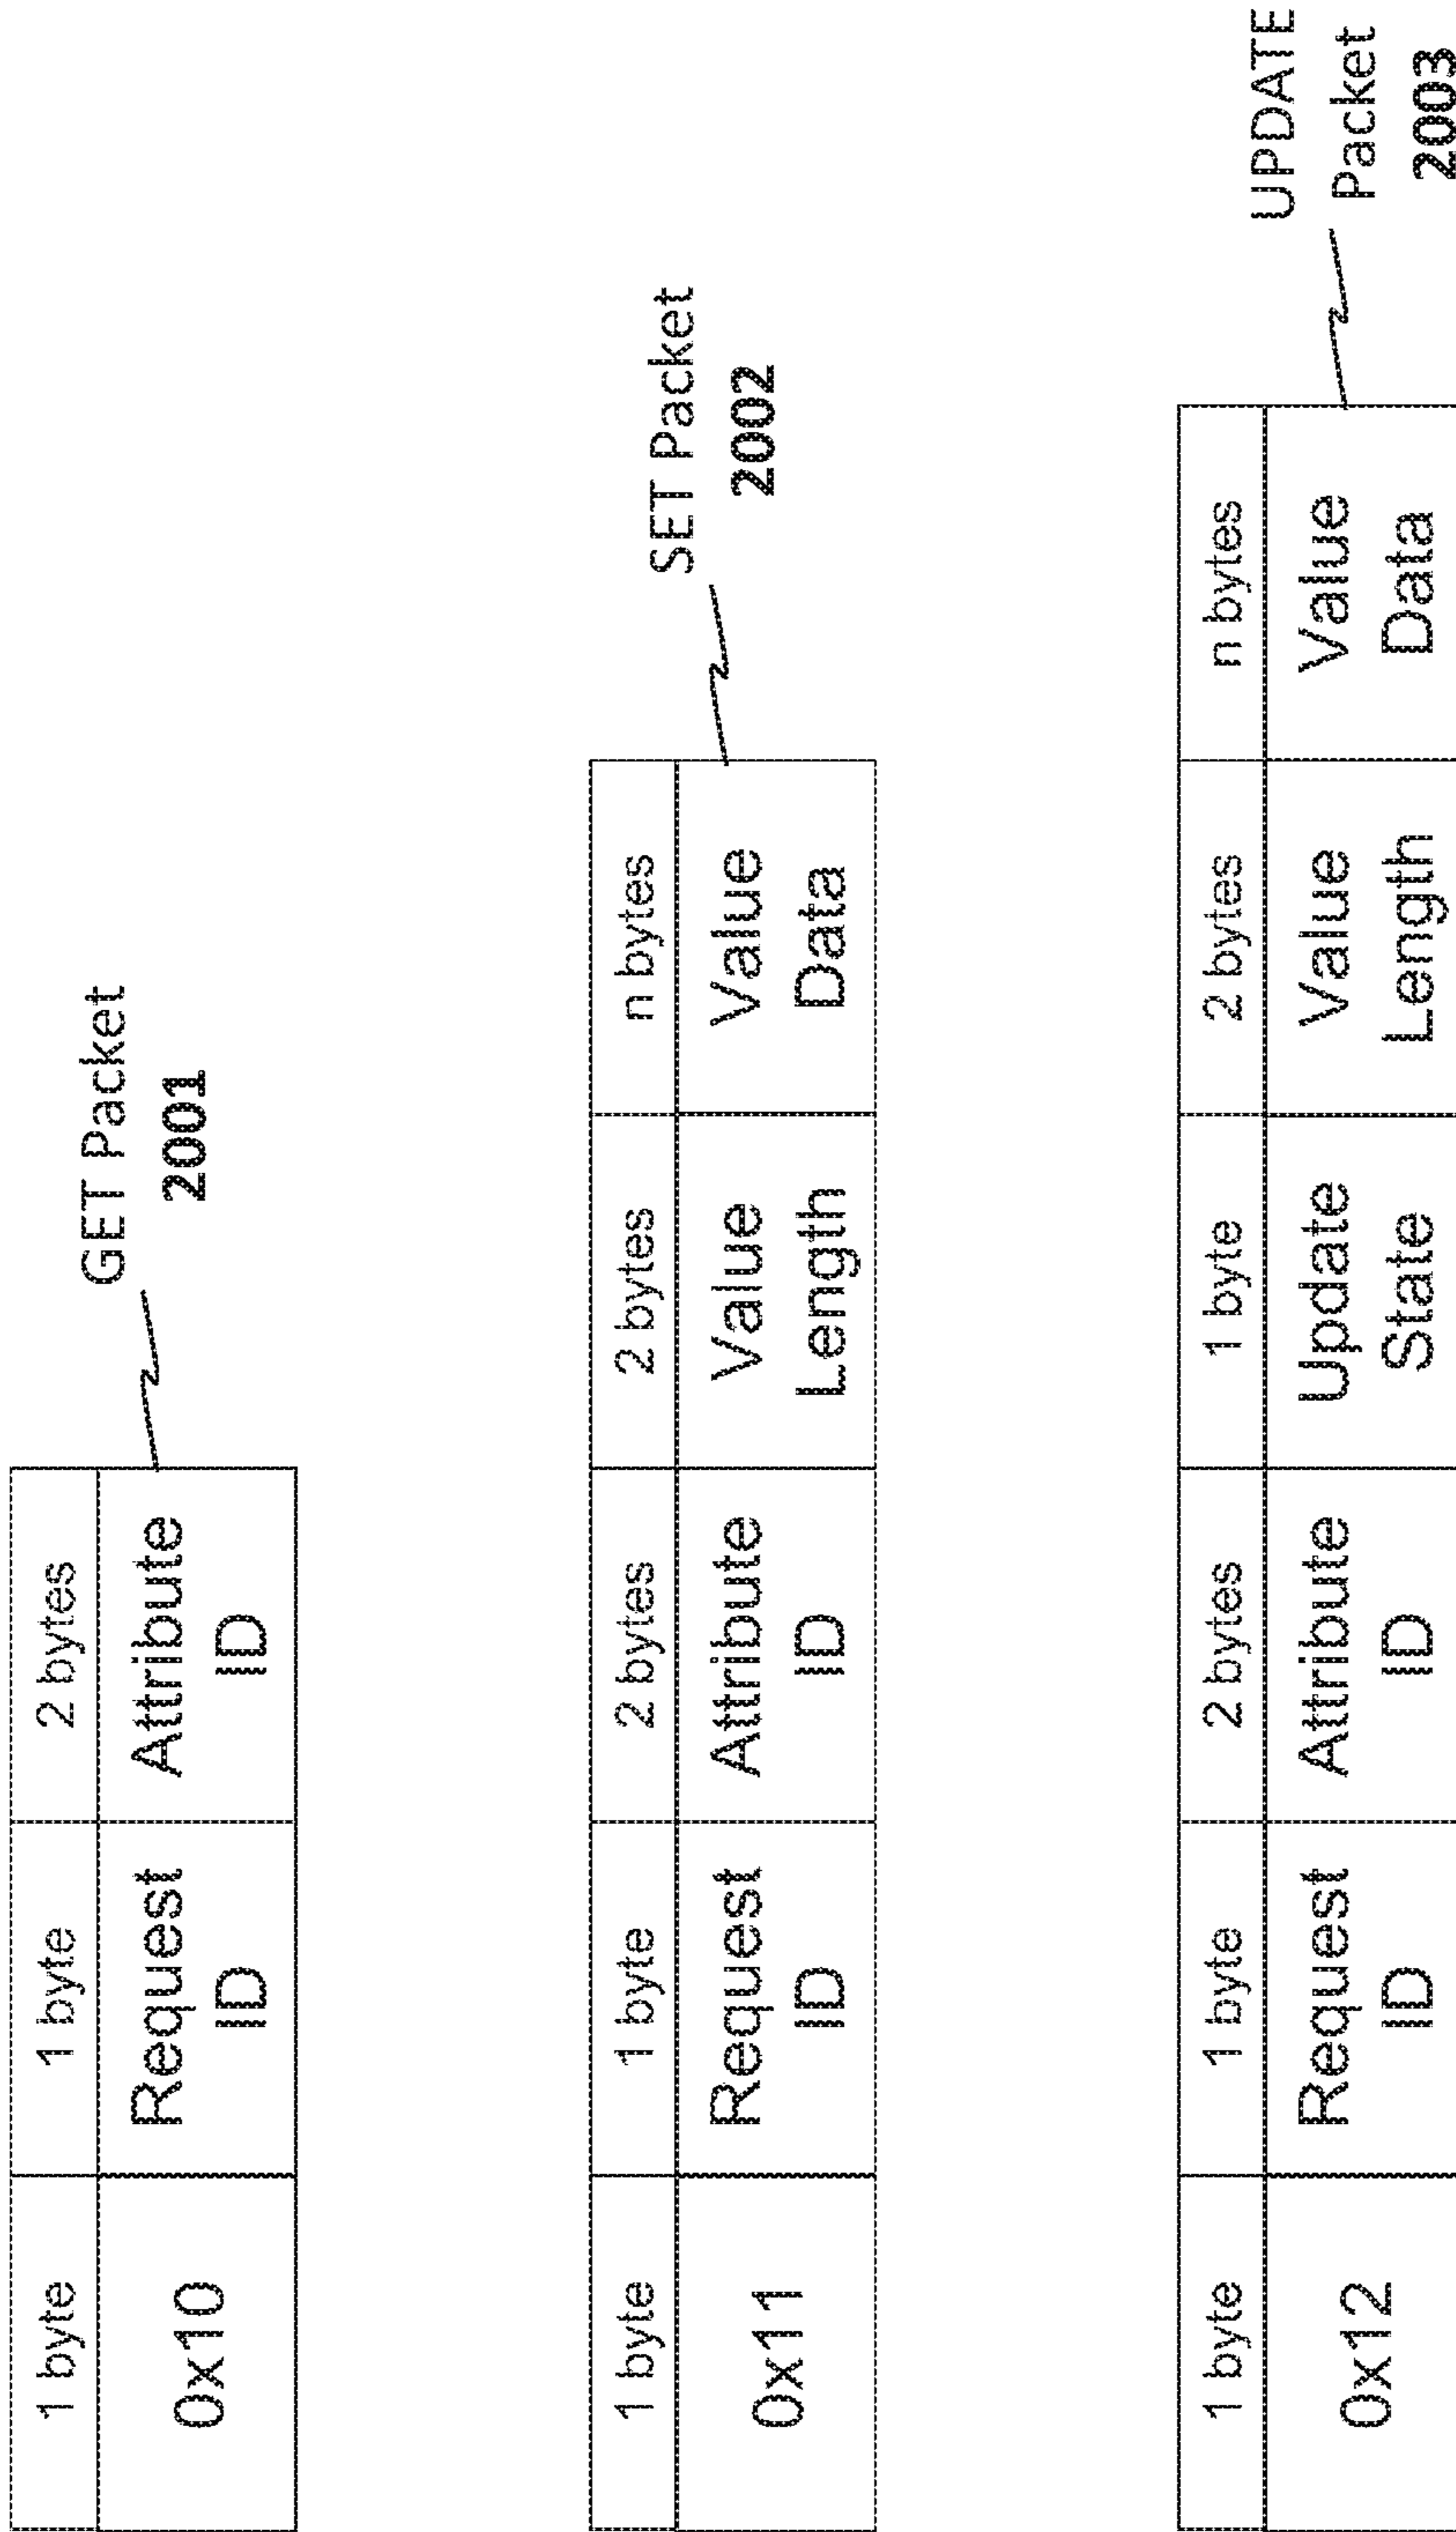 1 byte 1 byte 2 bytes
0x10 Request Attribute
ID ID
GET Packet
2001
1 byte 1 byte 2 bytes 2 bytes n bytes
0x11 Request Attribute Value Value
ID ID Length Data
SET Packet
2002
1 byte 1 byte 2 bytes 1 byte 2 bytes n bytes
0x12 Request Attribute Update Value Value
ID ID State Length Data
UPDATE
Packet
2003